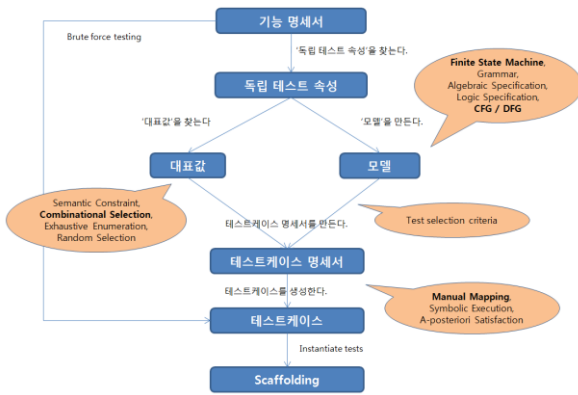 기능 명세서
Brute force testing
'독립 테스트 속성'을 찾는다.
독립 테스트 속성
Finite State Machine,
Grammar,
Algebraic Specification,
Logic Specification,
CFG / DFG
'대표값'을 찾는다
'모델'을 만든다.
대표값
모델
Semantic Constraint,
Combinational Selection,
Exhaustive Enumeration,
Random Selection
테스트케이스 명세서를 만든다.
Test selection criteria
테스트케이스 명세서
테스트케이스를 생성한다.
Manual Mapping,
Symbolic Execution,
A-posteriori Satisfaction
테스트케이스
Instantiate tests
Scaffolding